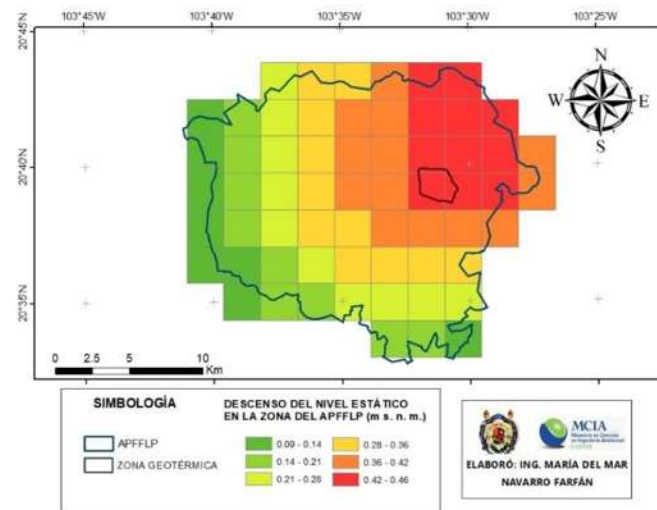 103°45'W 103°40'W 103°35'W 103°30'W 103°25'W
20°45'N
20°40'N
20°35'N
N
W E
S
0 2.5 5 10
Km
SIMBOLOGÍA
APFFLP
ZONA GEOTÉRMICA
DESCENSO DEL NIVEL ESTÁTICO
EN LA ZONA DEL APFFLP (m s. n. m.)
0.09 - 0.14
0.14 - 0.21
0.21 - 0.28
0.28 - 0.36
0.36 - 0.42
0.42 - 0.46
MCIA
ELABORÓ: ING. MARÍA DEL MAR
NAVARRO FARFÁN